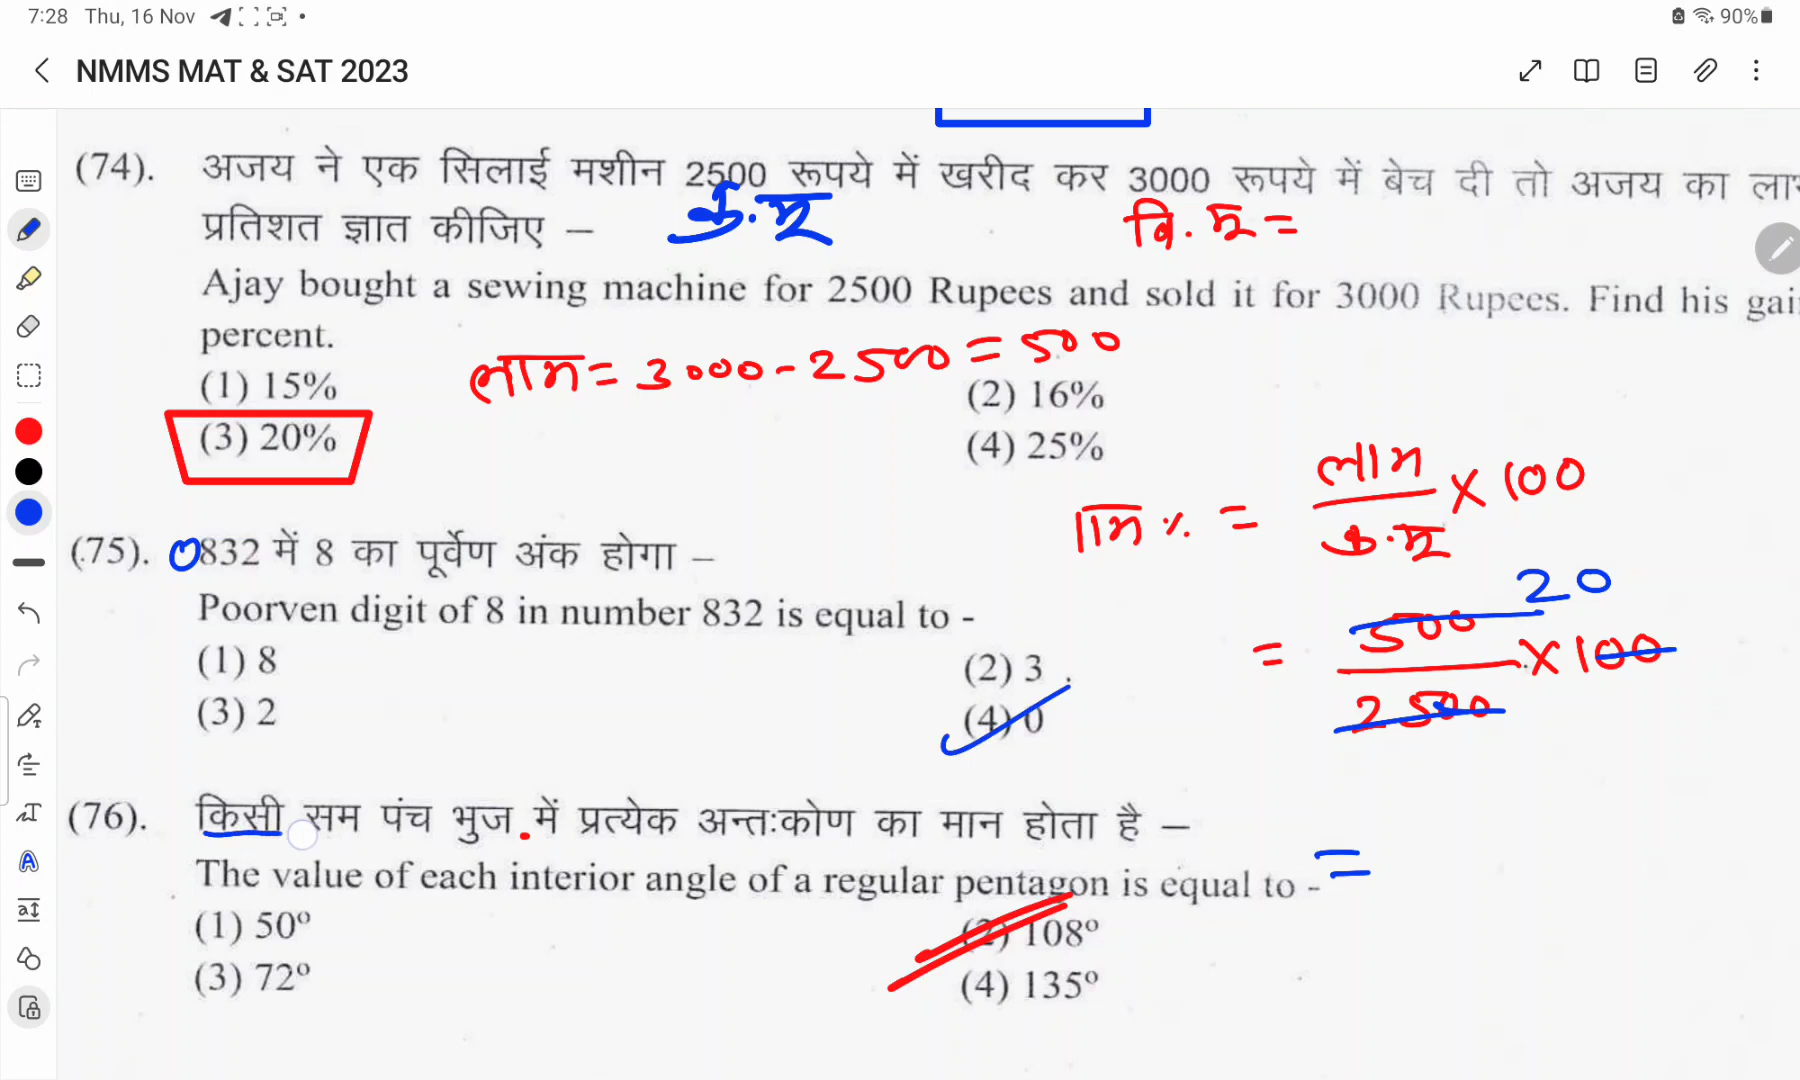 7:28 Thu, 16 Nov 90%
NMMS MAT & SAT 2023
(74). अजय ने एक सिलाई मशीन 2500 रूपये में खरीद कर 3000 रूपये में बेच दी तो अजय का लाभ
प्रतिशत ज्ञात कीजिए –
क्र.मू वि.मू =
Ajay bought a sewing machine for 2500 Rupees and sold it for 3000 Rupees. Find his gai
percent.
लाभ = 3000 - 2500 = 500
(1) 15% (2) 16%
(3) 20% (4) 25%
% = लाभ / क्र.मू × 100
(75). 0832 में 8 का पूर्वेण अंक होगा –
20
Poorven digit of 8 in number 832 is equal to -
= 500 / 2500 × 100
(1) 8 (2) 3
(3) 2 (4) 0
(76). किसी सम पंच भुज में प्रत्येक अन्तःकोण का मान होता है –
The value of each interior angle of a regular pentagon is equal to - =
(1) 50º (2) 108º
(3) 72º (4) 135º